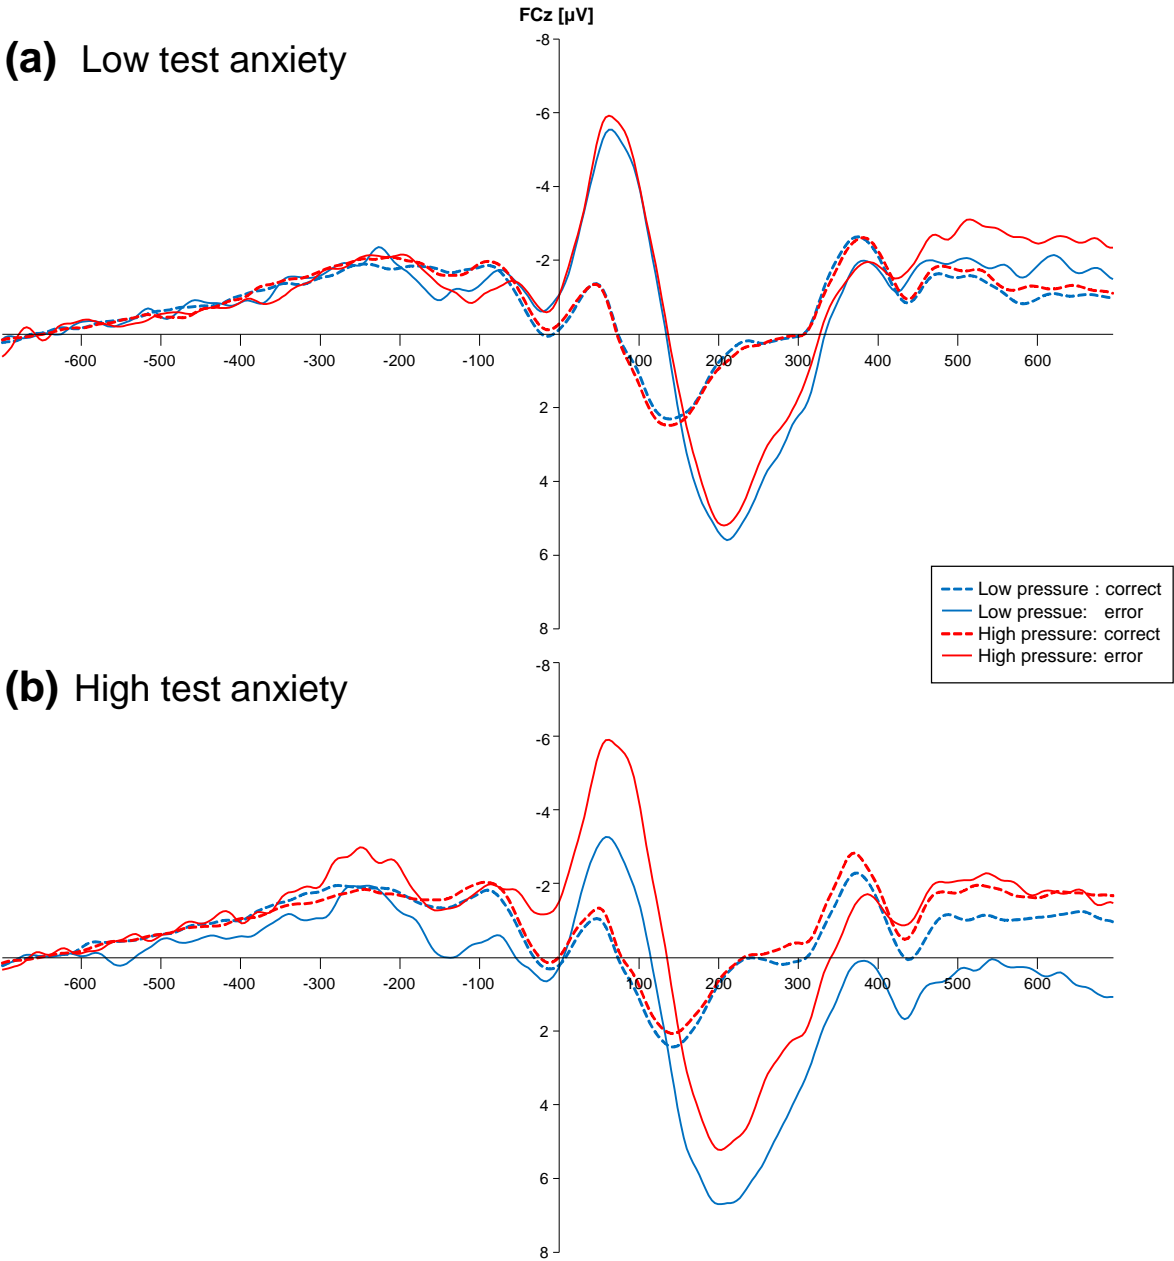 FCz [µV]
(a) Low test anxiety
-8
-6
-4
-2
-600 -500 -400 -300 -200 -100 100 200 300 400 500 600
2
4
6
8
Low pressure : correct
Low pressue: error
High pressure: correct
High pressure: error
(b) High test anxiety
-8
-6
-4
-2
-600 -500 -400 -300 -200 -100 100 200 300 400 500 600
2
4
6
8